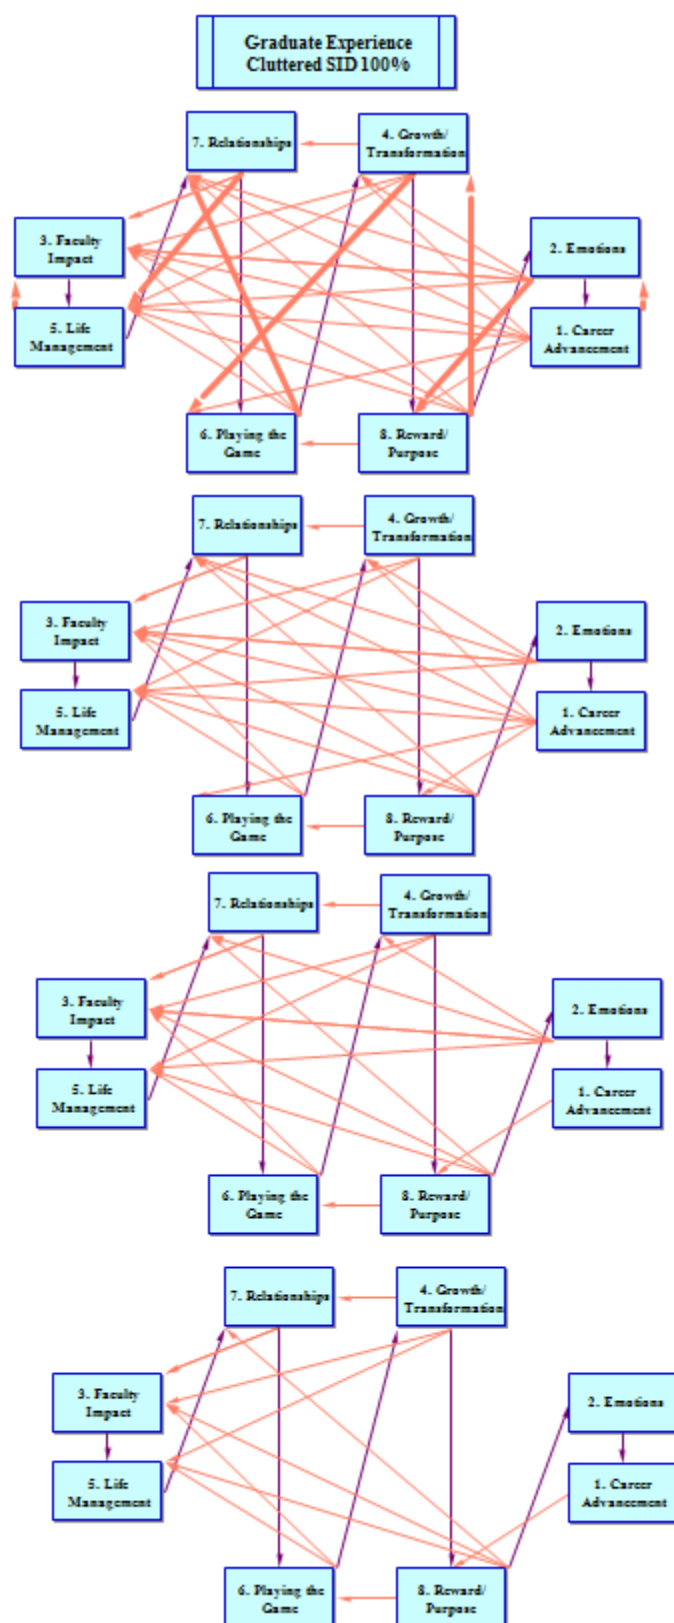 Graduate Experience
Cluttered SID 100%
7. Relationships
4. Growth/
Transformation
3. Faculty
Impact
2. Emotions
5. Life
Management
1. Career
Advancement
6. Playing the
Game
8. Reward/
Purpose
7. Relationships
4. Growth/
Transformation
3. Faculty
Impact
2. Emotions
5. Life
Management
1. Career
Advancement
6. Playing the
Game
8. Reward/
Purpose
7. Relationships
4. Growth/
Transformation
3. Faculty
Impact
2. Emotions
5. Life
Management
1. Career
Advancement
6. Playing the
Game
8. Reward/
Purpose
7. Relationships
4. Growth/
Transformation
3. Faculty
Impact
2. Emotions
5. Life
Management
1. Career
Advancement
6. Playing the
Game
8. Reward/
Purpose